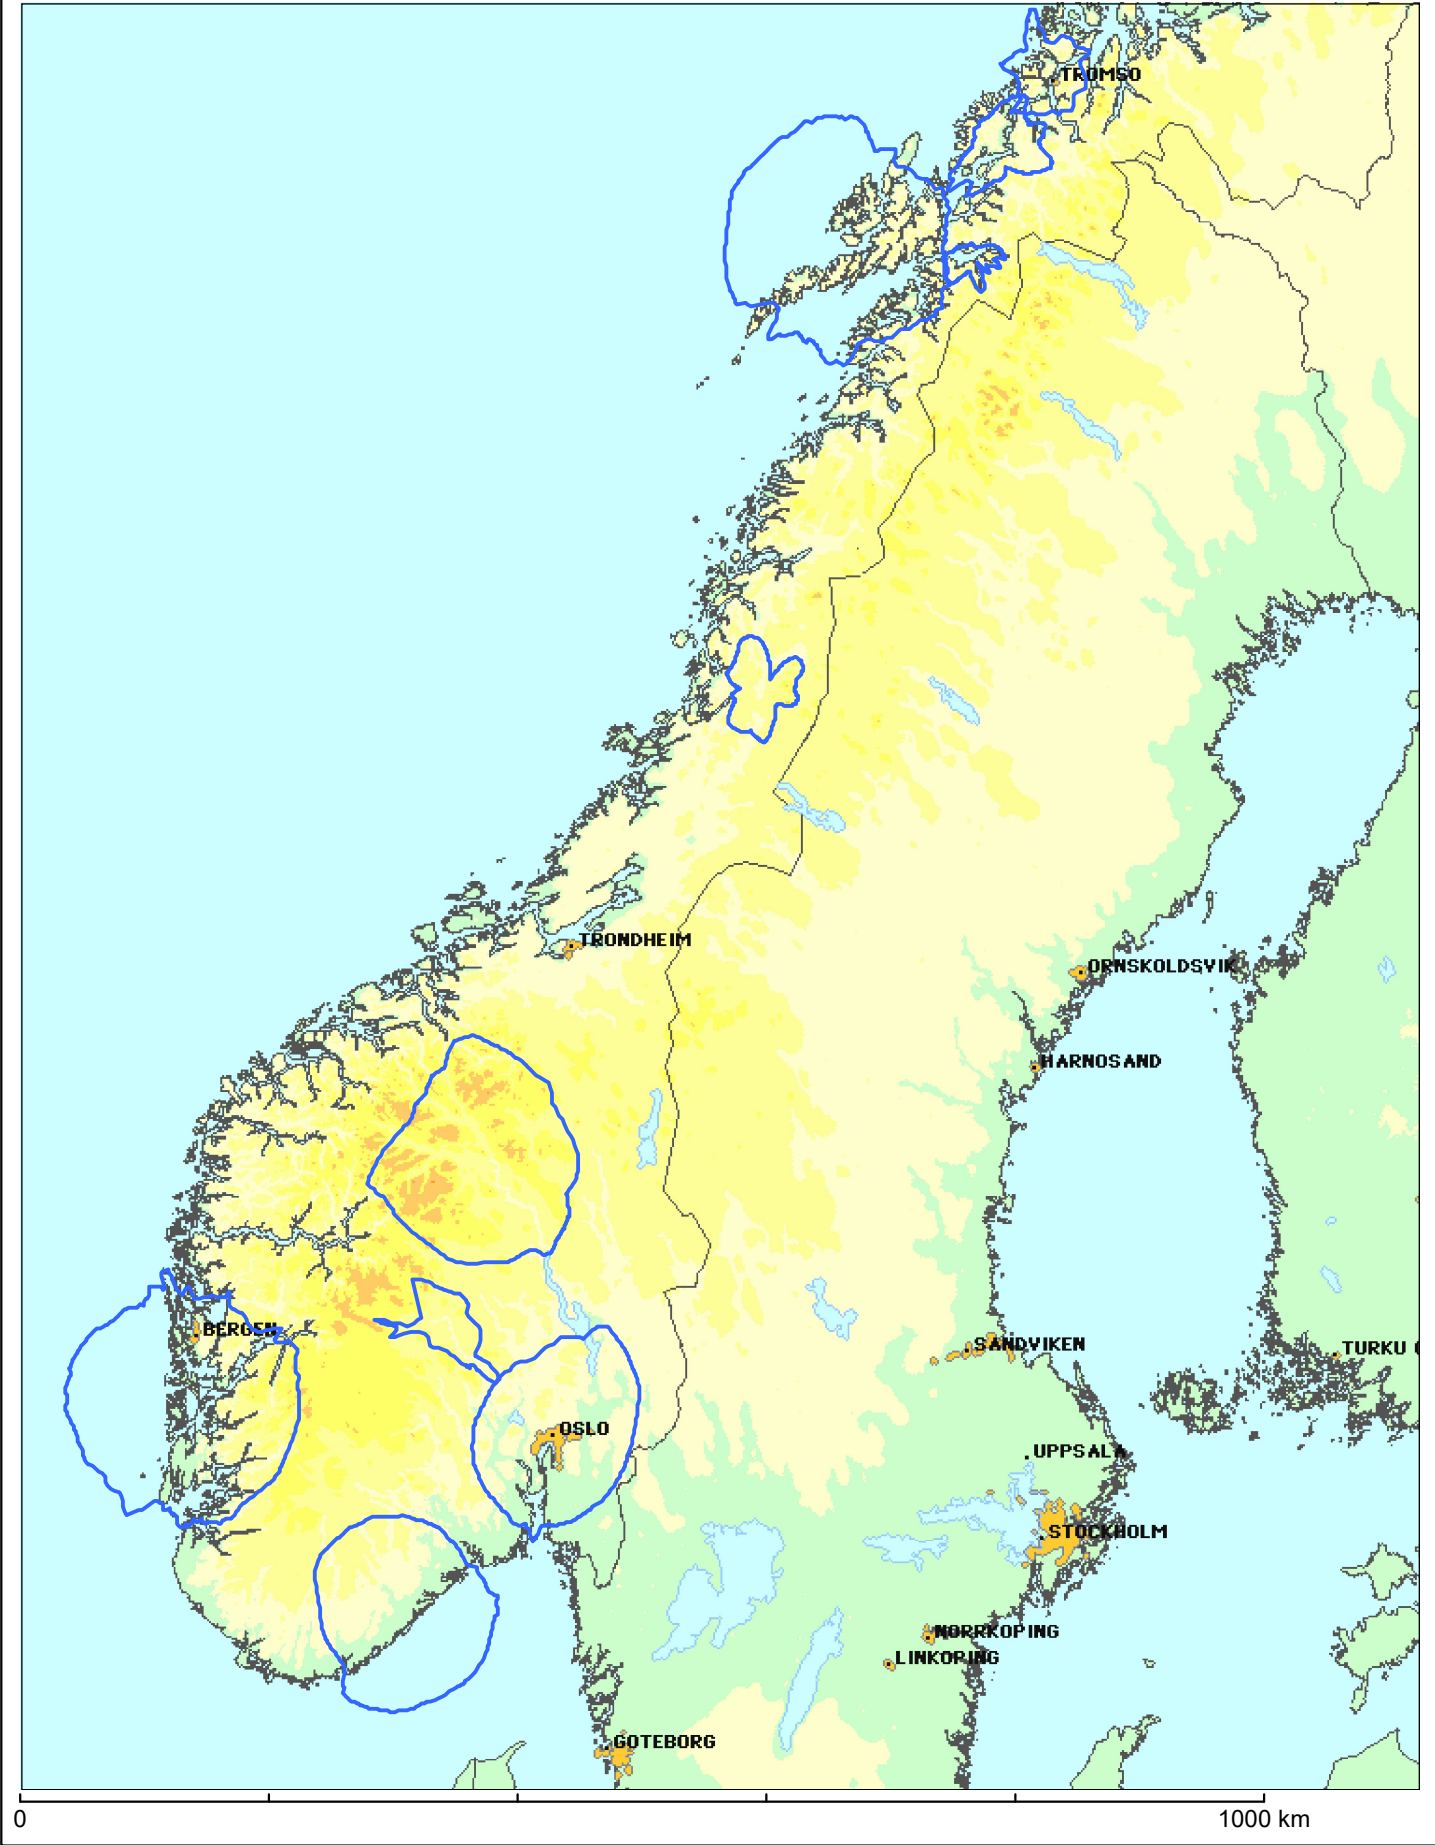 TROMSO
TRONDHEIM
ORNSKOLDSVIK
HARNOSAND
BERGEN
SANDVIKEN
TURKU
OSLO
UPPSALA
STOCKHOLM
NORRKOPING
LINKOPING
GOTEBORG
0
1000 km